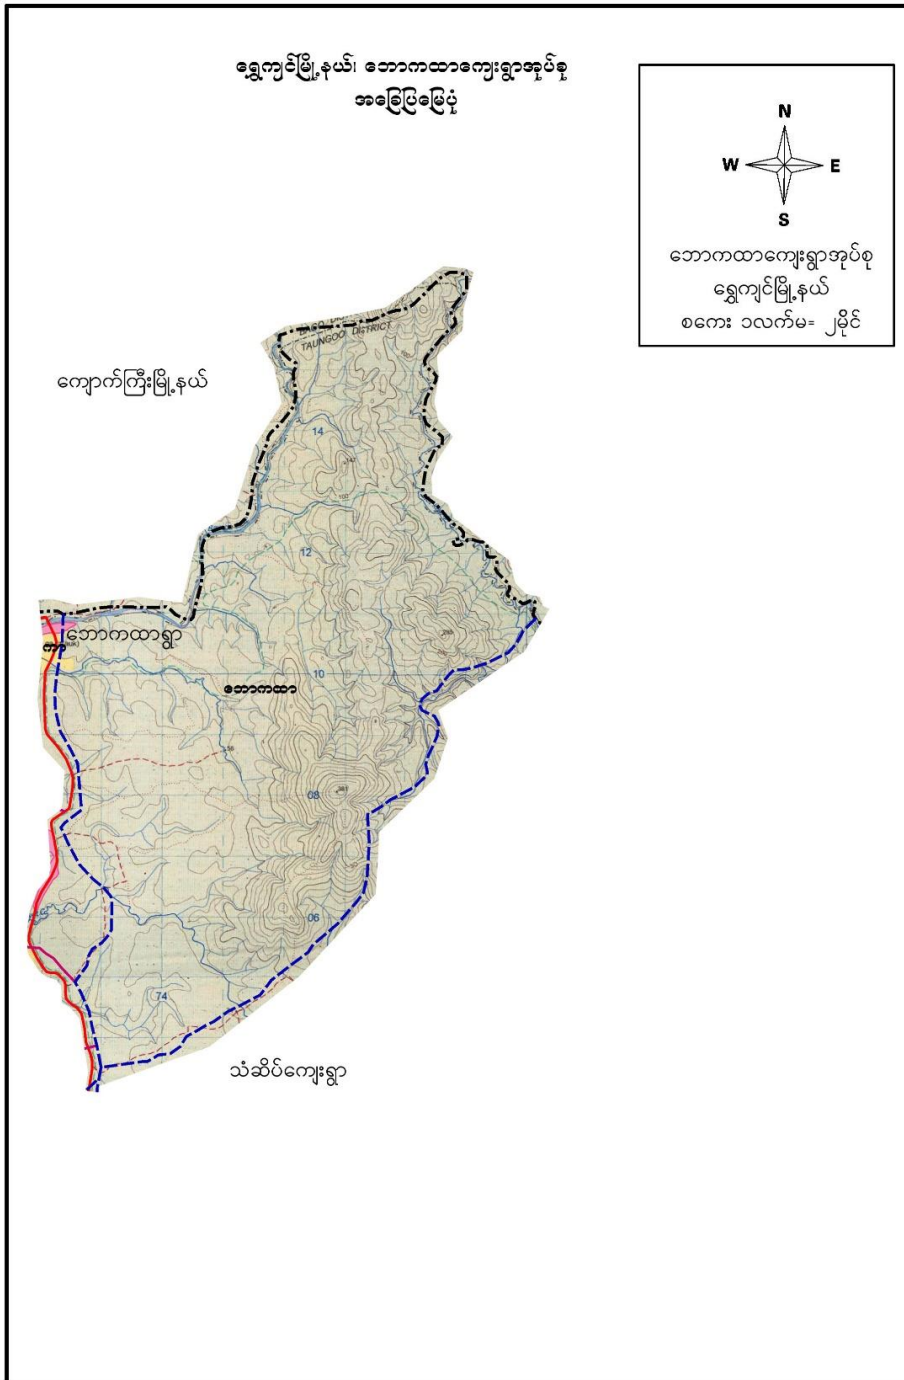 ရွှေကျင်မြို့နယ်၊ ဘောကထာကျေးရွာအုပ်စု
အခြေပြမြေပုံ
N
W E
S
ဘောကထာကျေးရွာအုပ်စု
ရွှေကျင်မြို့နယ်
စကေး ၁လက်မ= ၂မိုင်
TAUNGOO DISTRICT
ကျောက်ကြီးမြို့နယ်
14
12
ဘောကထာရွာ
10
ဘောကထာ
08
06
74
သံဆိပ်ကျေးရွာ